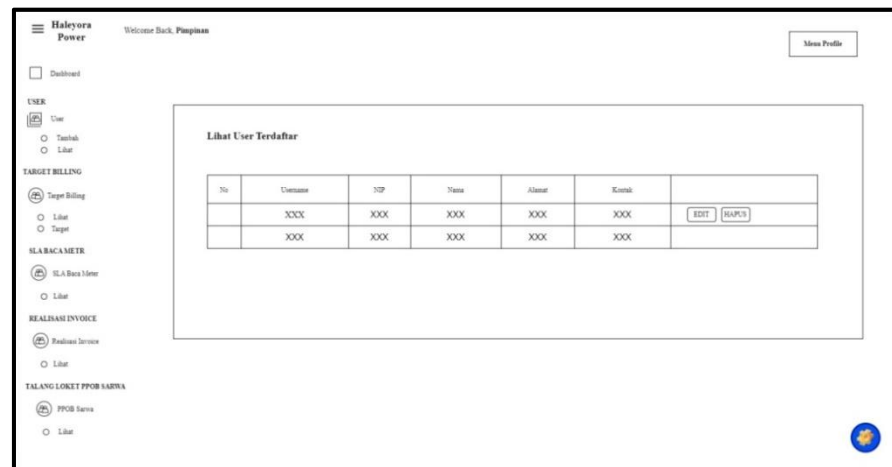 Haleyora
Power
Welcome Back, Pimpinan
Menu Profile
Dashboard
USER
User
Tambah
Lihat
TARGET BILLING
Target Billing
Lihat
Target
SLA BACA METR
SLA Baca Meter
Lihat
REALISASI INVOICE
Realisasi Invoice
Lihat
TALANG LOKET PPOB SARWA
PPOB Sarwa
Lihat
Lihat User Terdaftar
No Username NIP Nama Alamat Kontak
XXX XXX XXX XXX XXX EDIT HAPUS
XXX XXX XXX XXX XXX